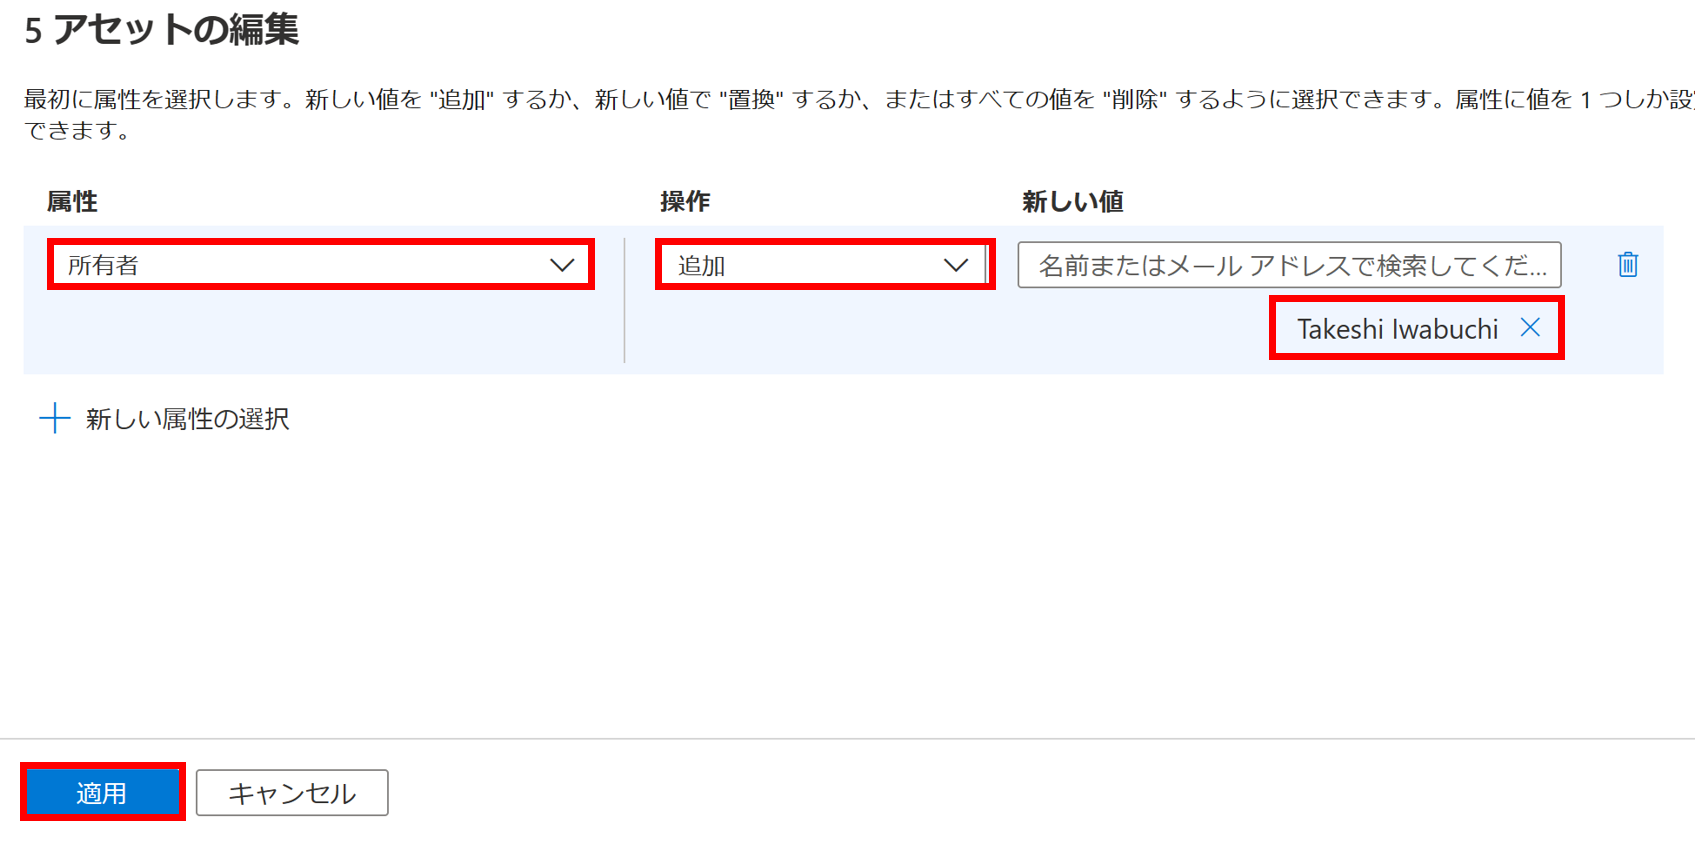 5 アセットの編集
最初に属性を選択します。新しい値を "追加" するか、新しい値で "置換" するか、またはすべての値を "削除" するように選択できます。属性に値を 1 つしか設
できます。
属性 操作 新しい値
所有者 追加 名前またはメール アドレスで検索してくだ...
Takeshi Iwabuchi
新しい属性の選択
適用 キャンセル